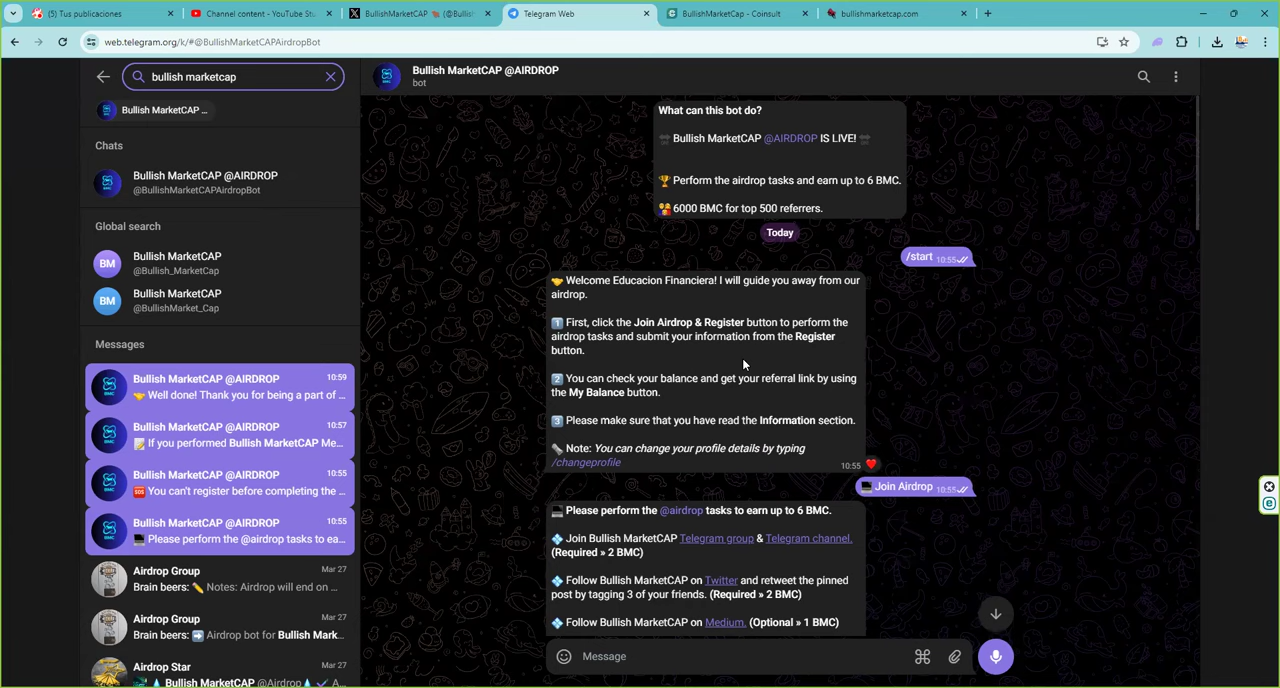 (1) Tus publicaciones
Channel content - YouTube Stu
BullishMarketCAP 🐂 (@Bullis
Telegram Web
BullishMarketCap - Coinsult
bullishmarketcap.com
web.telegram.org/k/#@BullishMarketCAPAirdropBot
bullish marketcap
Bullish MarketCAP ...
Chats
Bullish MarketCAP @AIRDROP
@BullishMarketCAPAirdropBot
Global search
BM
Bullish MarketCAP
@Bullish_MarketCap
BM
Bullish MarketCAP
@BullishMarket_Cap
Messages
Bullish MarketCAP @AIRDROP 10:59
🤝 Well done! Thank you for being a part of ...
Bullish MarketCAP @AIRDROP 10:57
📝 If you performed Bullish MarketCAP Me...
Bullish MarketCAP @AIRDROP 10:55
🆘 You can't register before completing the ...
Bullish MarketCAP @AIRDROP 10:55
💻 Please perform the @airdrop tasks to ea...
Airdrop Group Mar 27
Brain beers: ✏️ Notes: Airdrop will end on ...
Airdrop Group Mar 27
Brain beers: ➡️ Airdrop bot for Bullish Mark...
Airdrop Star Mar 27
Bullish MarketCAP @Airdrop💧 ✓ A...
Bullish MarketCAP @AIRDROP
bot
What can this bot do?
Bullish MarketCAP @AIRDROP IS LIVE!
🏆 Perform the airdrop tasks and earn up to 6 BMC.
👫 6000 BMC for top 500 referrers.
Today
/start 10:55
🤝 Welcome Educacion Financiera! I will guide you away from our
airdrop.
1️⃣ First, click the Join Airdrop & Register button to perform the
airdrop tasks and submit your information from the Register
button.
2️⃣ You can check your balance and get your referral link by using
the My Balance button.
3️⃣ Please make sure that you have read the Information section.
Note: You can change your profile details by typing
/changeprofile 10:55 ❤️
💻 Join Airdrop 10:55
💻 Please perform the @airdrop tasks to earn up to 6 BMC.
💠 Join Bullish MarketCAP Telegram group & Telegram channel.
(Required » 2 BMC)
💠 Follow Bullish MarketCAP on Twitter and retweet the pinned
post by tagging 3 of your friends. (Required » 2 BMC)
💠 Follow Bullish MarketCAP on Medium. (Optional » 1 BMC)
Message